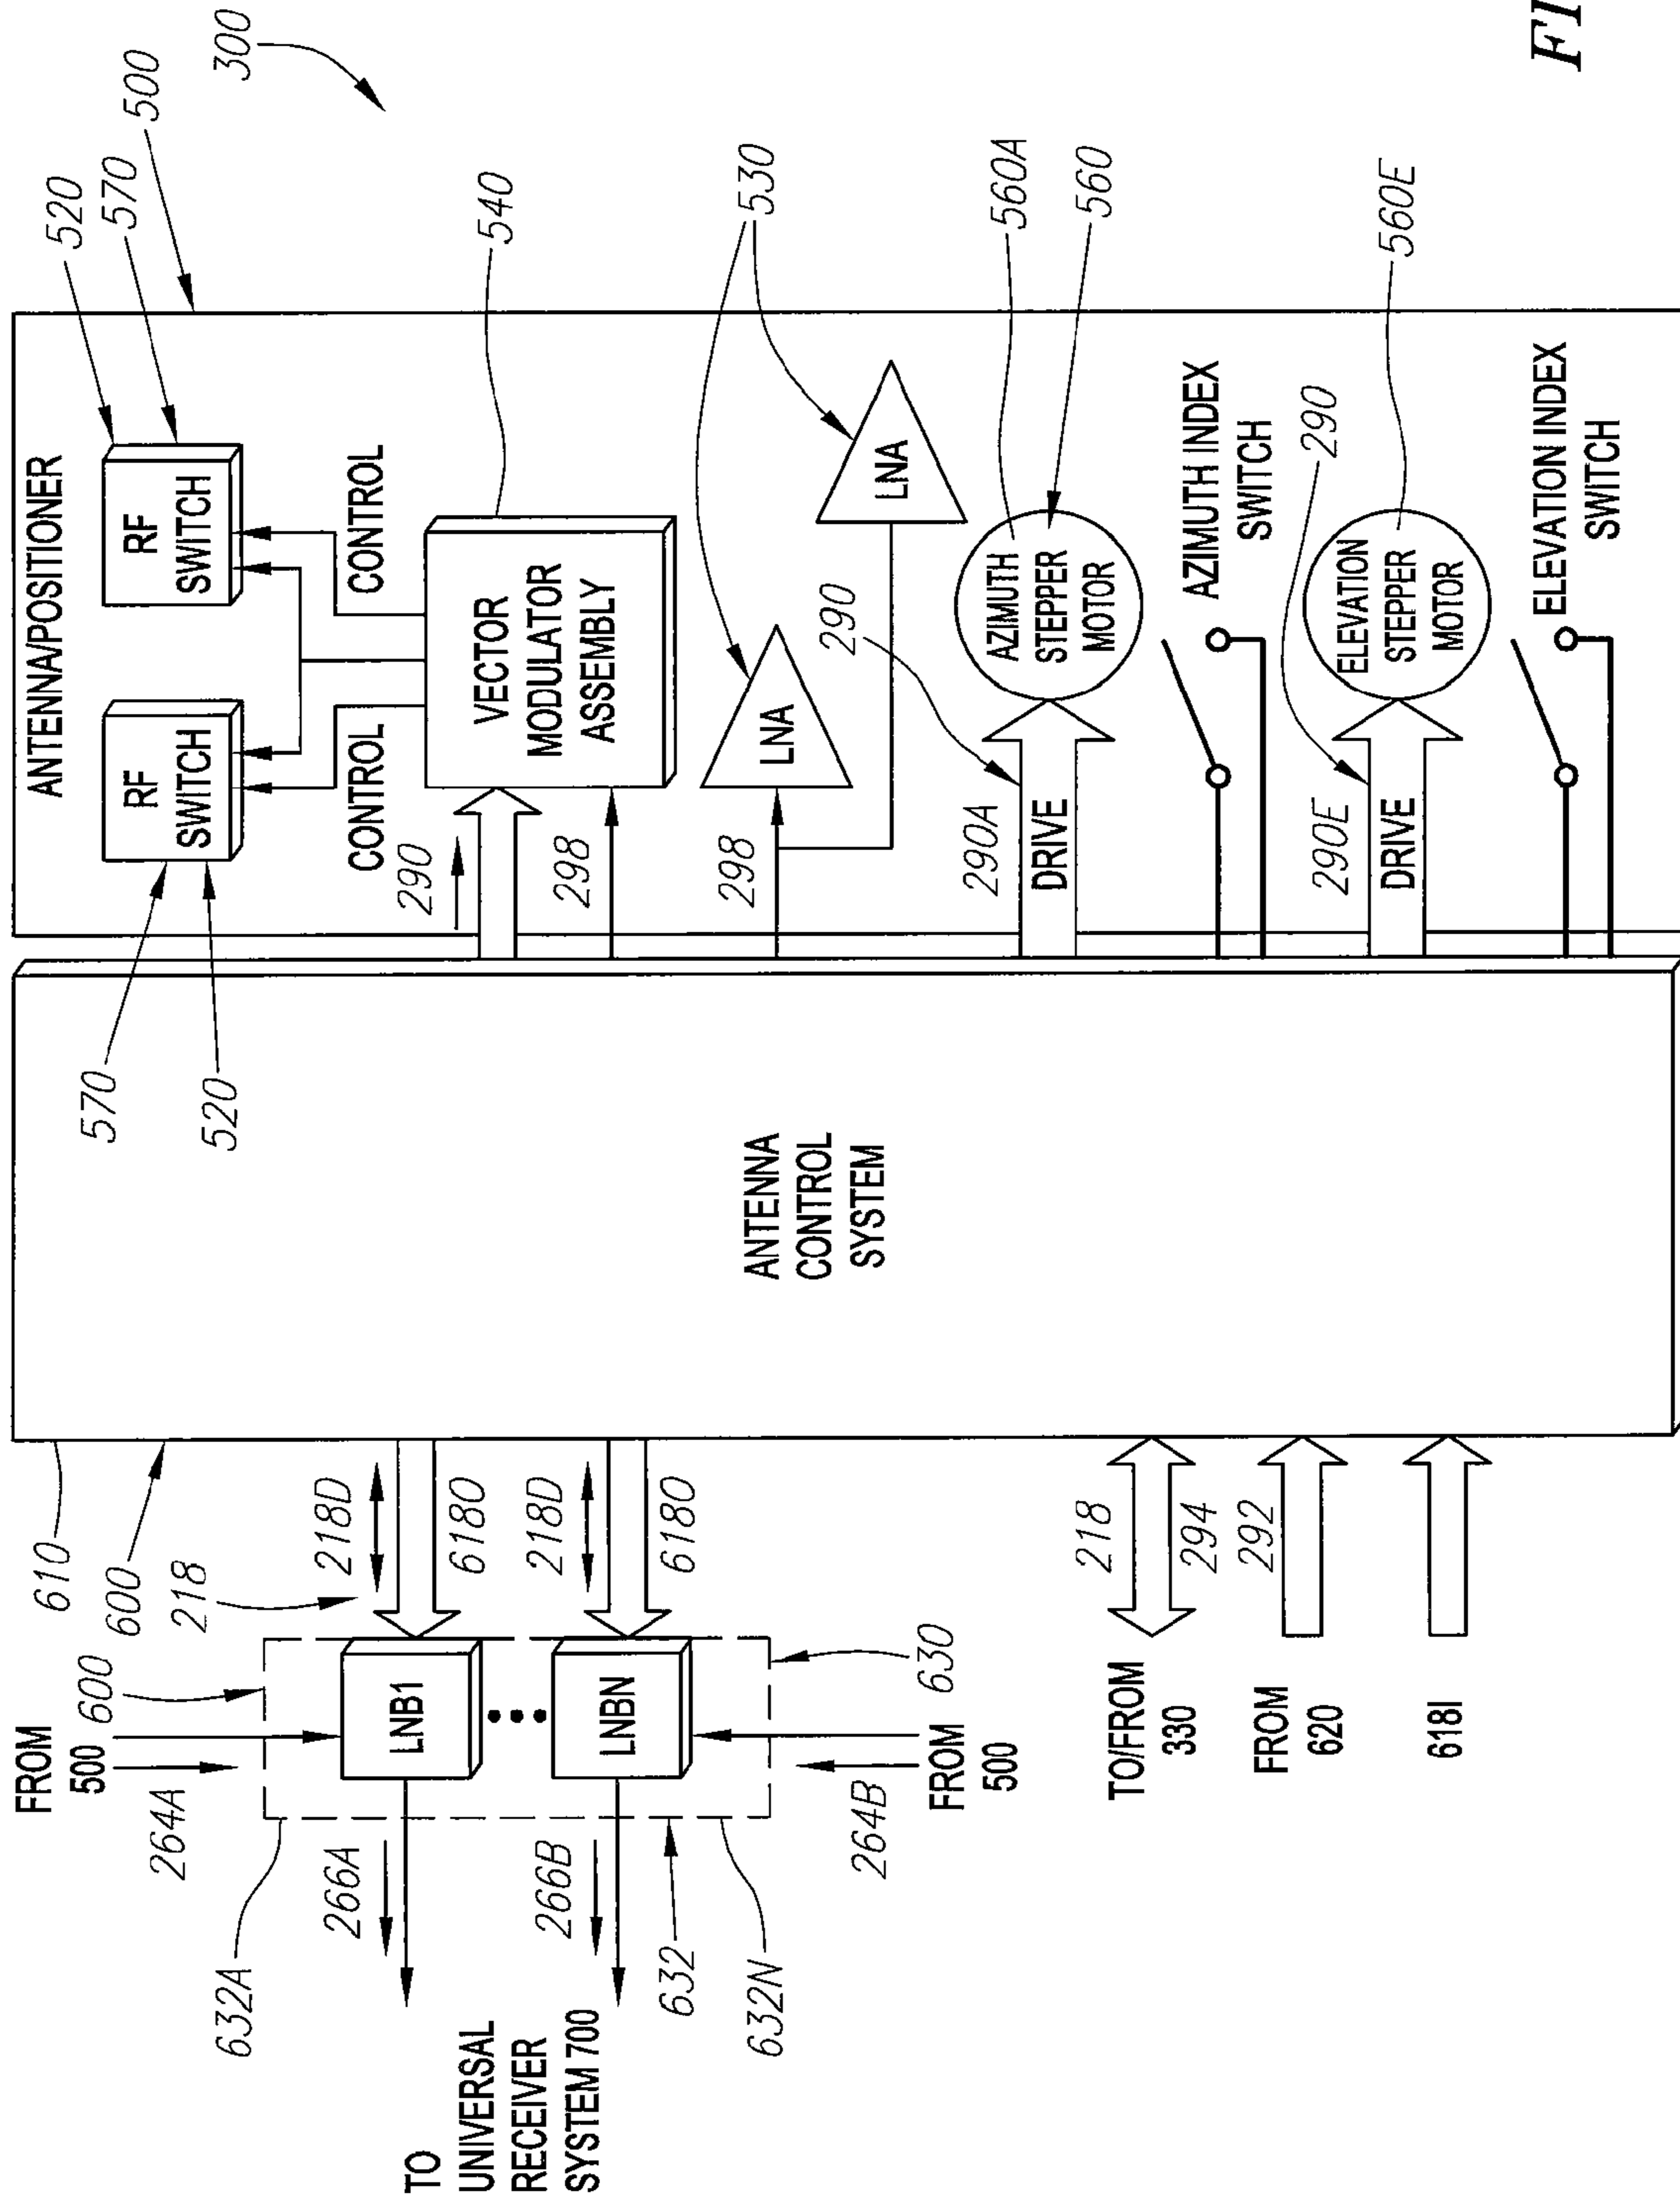 FI
300
500
570
520
ANTENNA/POSITIONER
RF
SWITCH
RF
SWITCH
570
520
CONTROL
CONTROL
540
VECTOR
MODULATOR
ASSEMBLY
290
298
530
LNA
LNA
298
560A
560
290
AZIMUTH
STEPPER
MOTOR
290A
DRIVE
AZIMUTH INDEX
SWITCH
290
560E
ELEVATION
STEPPER
MOTOR
290E
DRIVE
ELEVATION INDEX
SWITCH
ANTENNA
CONTROL
SYSTEM
610
600
218
218D
618O
218D
618O
600
FROM
500
264A
LNB1
LNBN
630
FROM
500
264B
632A
266A
266B
632
632N
TO
UNIVERSAL
RECEIVER
SYSTEM 700
218
294
TO/FROM
330
292
FROM
620
618I